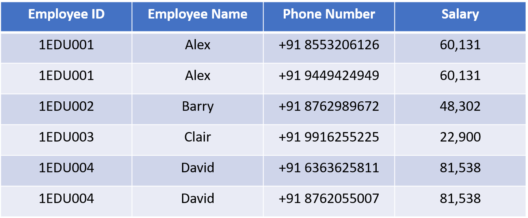 Employee ID Employee Name Phone Number Salary
1EDU001 Alex +91 8553206126 60,131
1EDU001 Alex +91 9449424949 60,131
1EDU002 Barry +91 8762989672 48,302
1EDU003 Clair +91 9916255225 22,900
1EDU004 David +91 6363625811 81,538
1EDU004 David +91 8762055007 81,538